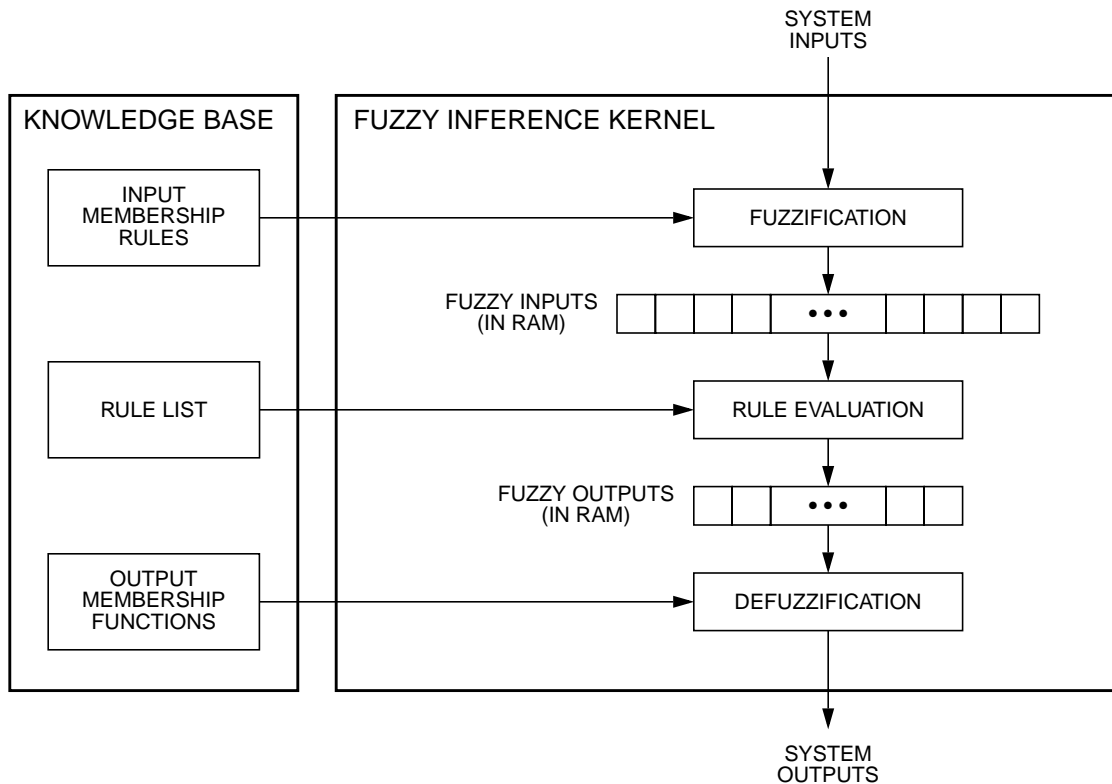 SYSTEM
INPUTS
KNOWLEDGE BASE
FUZZY INFERENCE KERNEL
INPUT
MEMBERSHIP
RULES
FUZZIFICATION
FUZZY INPUTS
(IN RAM)
•••
RULE LIST
RULE EVALUATION
FUZZY OUTPUTS
(IN RAM)
•••
OUTPUT
MEMBERSHIP
FUNCTIONS
DEFUZZIFICATION
SYSTEM
OUTPUTS